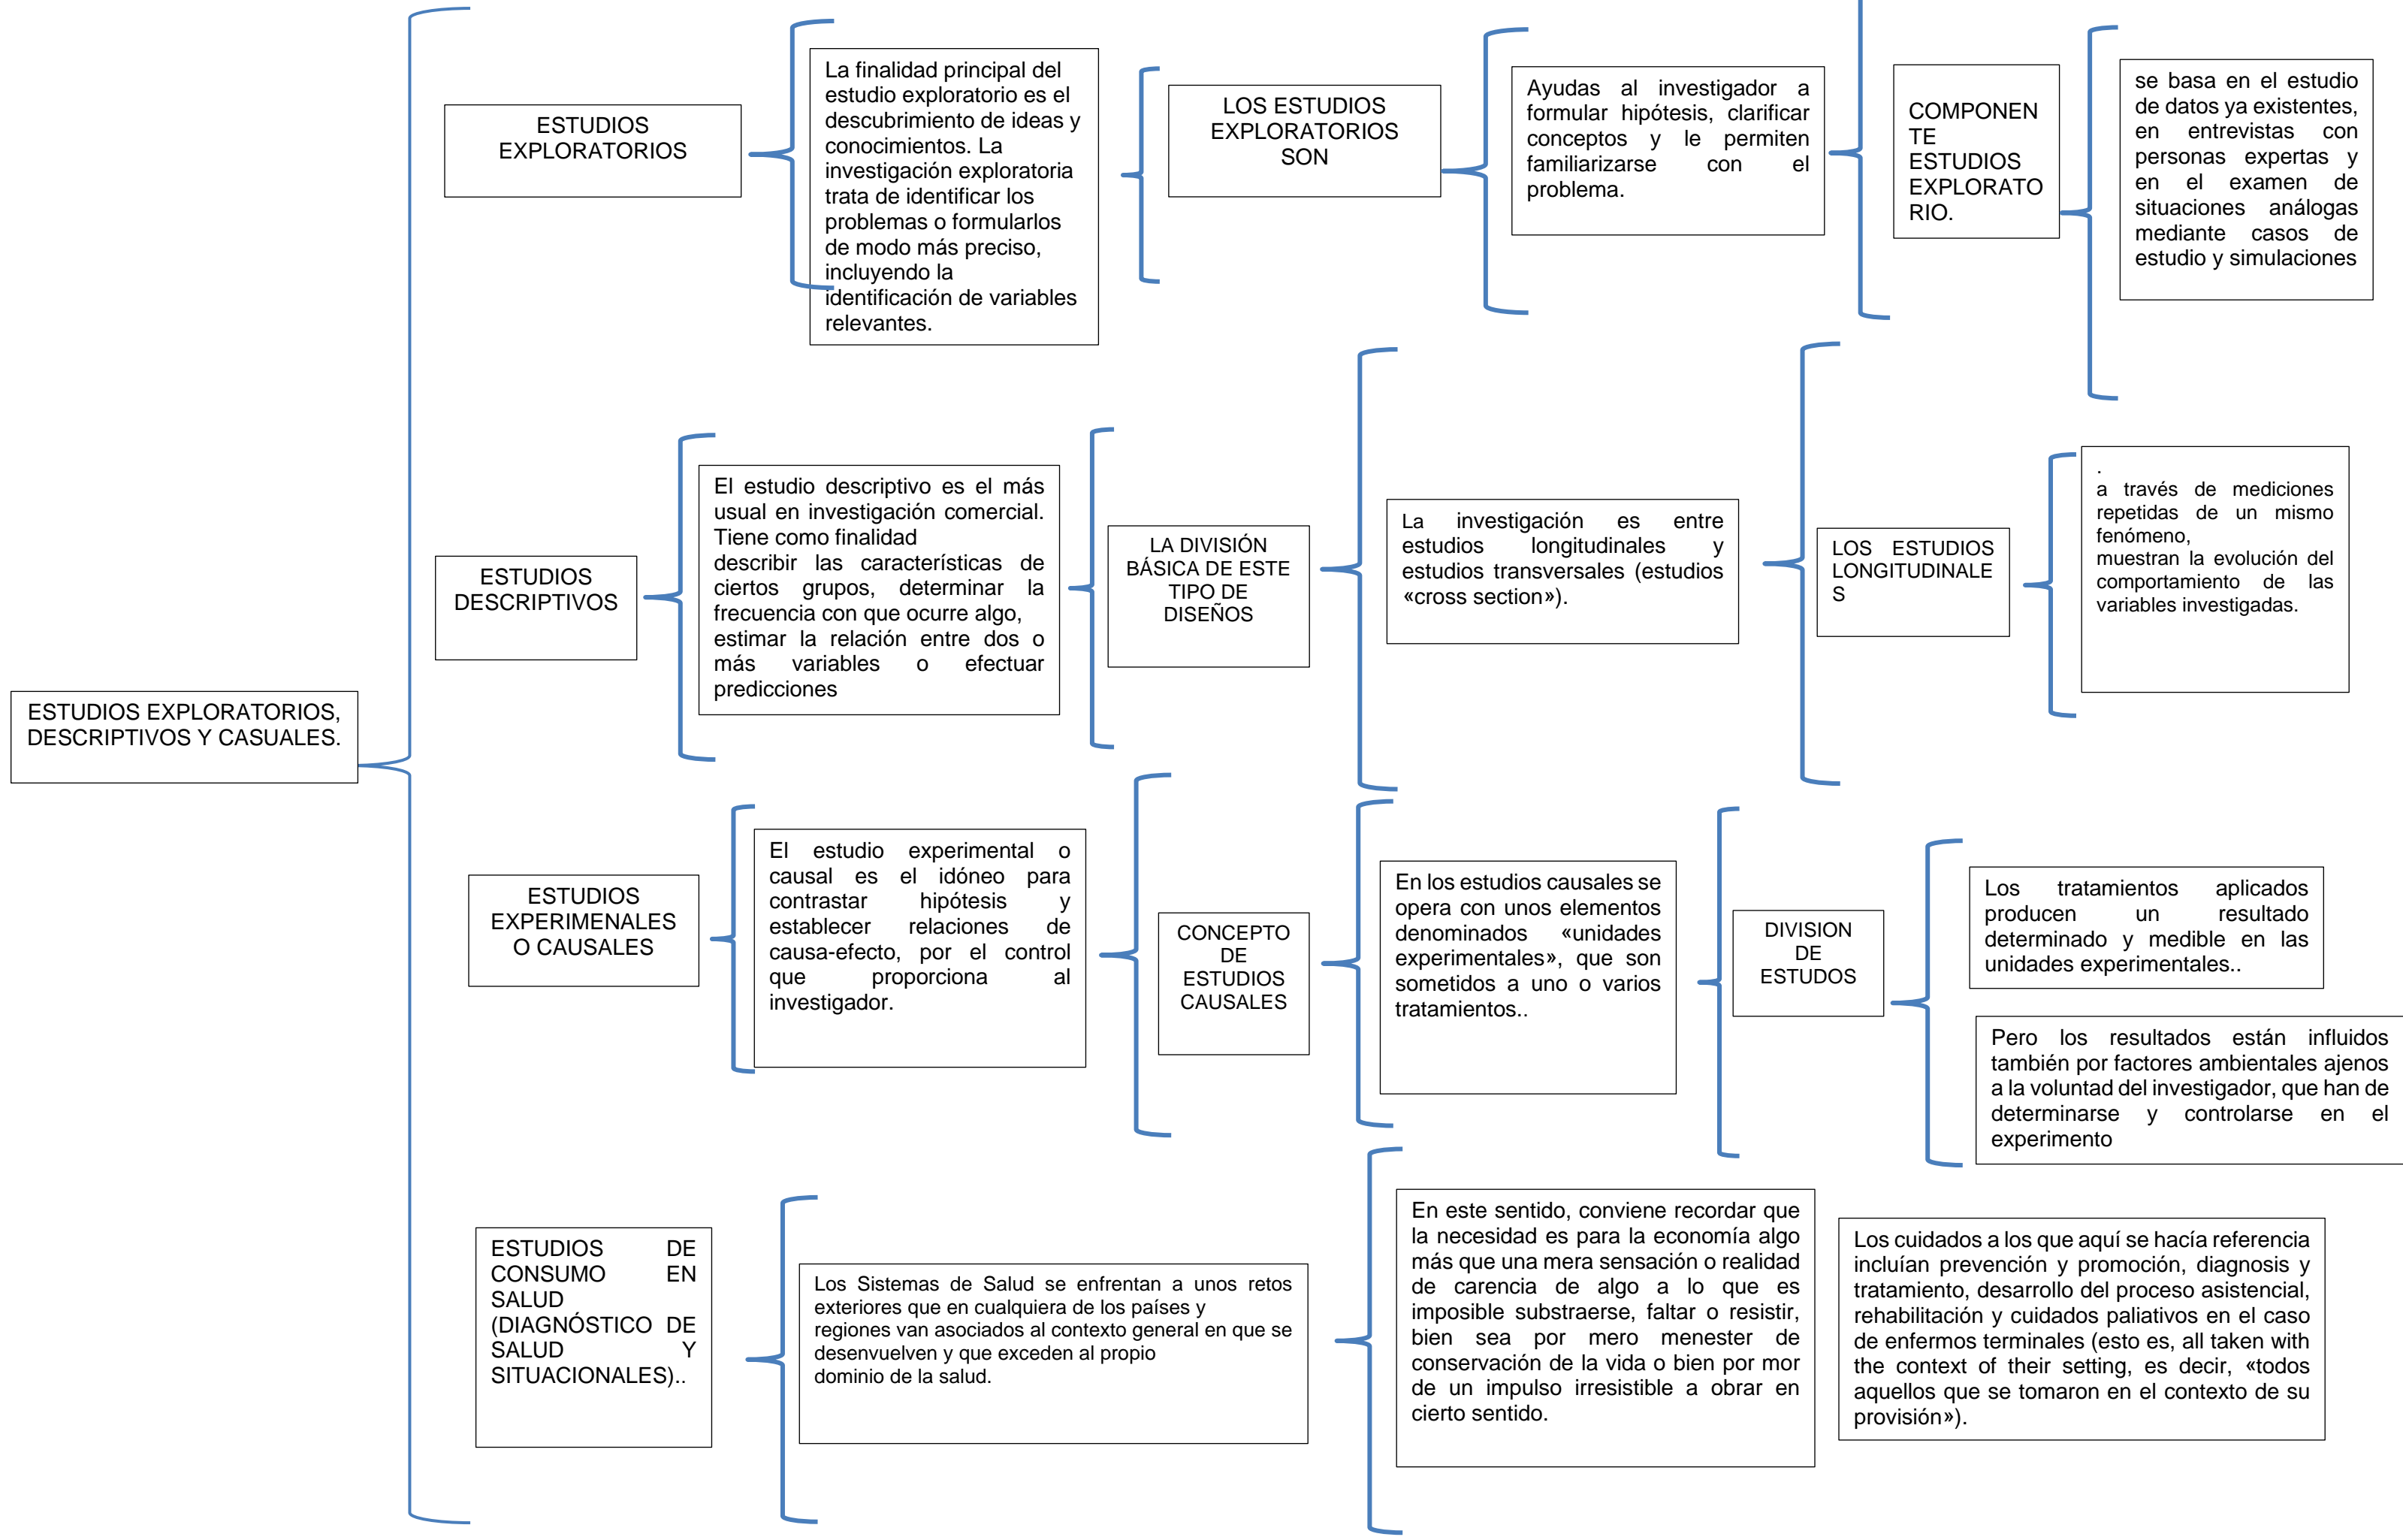 ESTUDIOS EXPLORATORIOS,
DESCRIPTIVOS Y CASUALES.
ESTUDIOS
EXPLORATORIOS
La finalidad principal del
estudio exploratorio es el
descubrimiento de ideas y
conocimientos. La
investigación exploratoria
trata de identificar los
problemas o formularlos
de modo más preciso,
incluyendo la
identificación de variables
relevantes.
LOS ESTUDIOS
EXPLORATORIOS
SON
Ayudas al investigador a
formular hipótesis, clarificar
conceptos y le permiten
familiarizarse con el
problema.
COMPONEN
TE
ESTUDIOS
EXPLORATO
RIO.
se basa en el estudio
de datos ya existentes,
en entrevistas con
personas expertas y
en el examen de
situaciones análogas
mediante casos de
estudio y simulaciones
ESTUDIOS
DESCRIPTIVOS
El estudio descriptivo es el más
usual en investigación comercial.
Tiene como finalidad
describir las características de
ciertos grupos, determinar la
frecuencia con que ocurre algo,
estimar la relación entre dos o
más variables o efectuar
predicciones
LA DIVISIÓN
BÁSICA DE ESTE
TIPO DE
DISEÑOS
La investigación es entre
estudios longitudinales y
estudios transversales (estudios
«cross section»).
LOS ESTUDIOS
LONGITUDINALE
S
.
a través de mediciones
repetidas de un mismo
fenómeno,
muestran la evolución del
comportamiento de las
variables investigadas.
ESTUDIOS
EXPERIMENALES
O CAUSALES
El estudio experimental o
causal es el idóneo para
contrastar hipótesis y
establecer relaciones de
causa-efecto, por el control
que proporciona al
investigador.
CONCEPTO
DE
ESTUDIOS
CAUSALES
En los estudios causales se
opera con unos elementos
denominados «unidades
experimentales», que son
sometidos a uno o varios
tratamientos..
DIVISION
DE
ESTUDOS
Los tratamientos aplicados
producen un resultado
determinado y medible en las
unidades experimentales..
Pero los resultados están influidos
también por factores ambientales ajenos
a la voluntad del investigador, que han de
determinarse y controlarse en el
experimento
ESTUDIOS DE
CONSUMO EN
SALUD
(DIAGNÓSTICO DE
SALUD Y
SITUACIONALES)..
Los Sistemas de Salud se enfrentan a unos retos
exteriores que en cualquiera de los países y
regiones van asociados al contexto general en que se
desenvuelven y que exceden al propio
dominio de la salud.
En este sentido, conviene recordar que
la necesidad es para la economía algo
más que una mera sensación o realidad
de carencia de algo a lo que es
imposible substraerse, faltar o resistir,
bien sea por mero menester de
conservación de la vida o bien por mor
de un impulso irresistible a obrar en
cierto sentido.
Los cuidados a los que aquí se hacía referencia
incluían prevención y promoción, diagnosis y
tratamiento, desarrollo del proceso asistencial,
rehabilitación y cuidados paliativos en el caso
de enfermos terminales (esto es, all taken with
the context of their setting, es decir, «todos
aquellos que se tomaron en el contexto de su
provisión»).